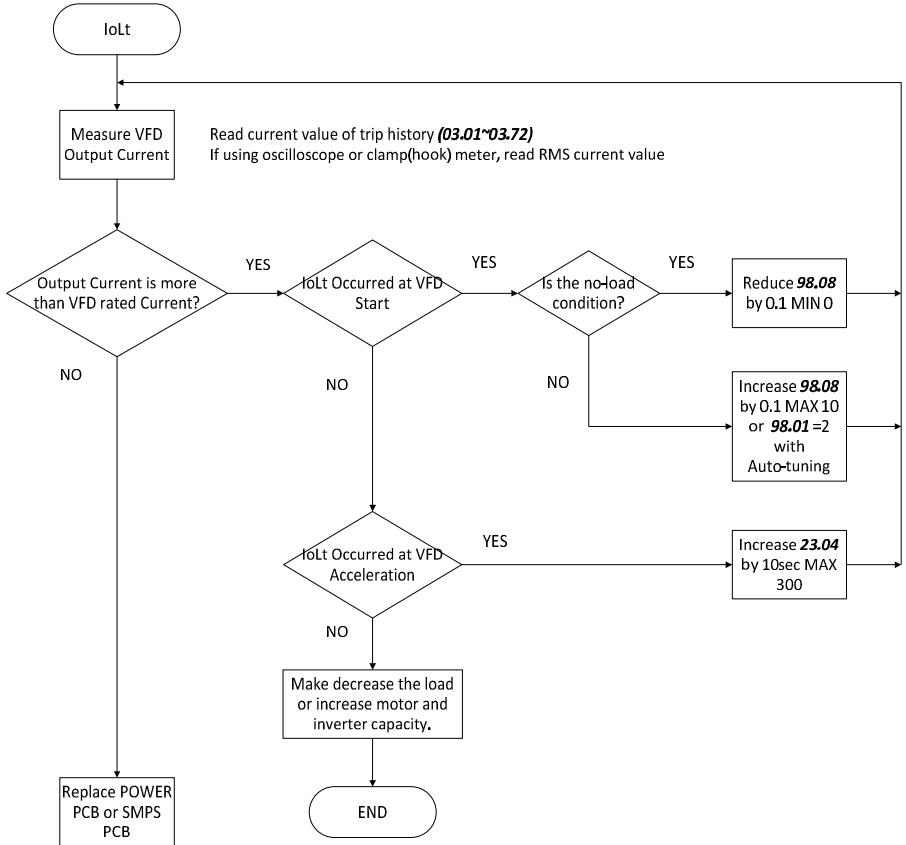 IoLt
Measure VFD
Output Current
Read current value of trip history (03.01~03.72)
If using oscilloscope or clamp(hook) meter, read RMS current value
Output Current is more
than VFD rated Current?
YES
IoLt Occurred at VFD
Start
YES
Is the no-load
condition?
YES
Reduce 98.08
by 0.1 MIN 0
NO
NO
NO
Increase 98.08
by 0.1 MAX 10
or 98.01 =2
with
Auto-tuning
IoLt Occurred at VFD
Acceleration
YES
Increase 23.04
by 10sec MAX
300
NO
Make decrease the load
or increase motor and
inverter capacity.
Replace POWER
PCB or SMPS
PCB
END